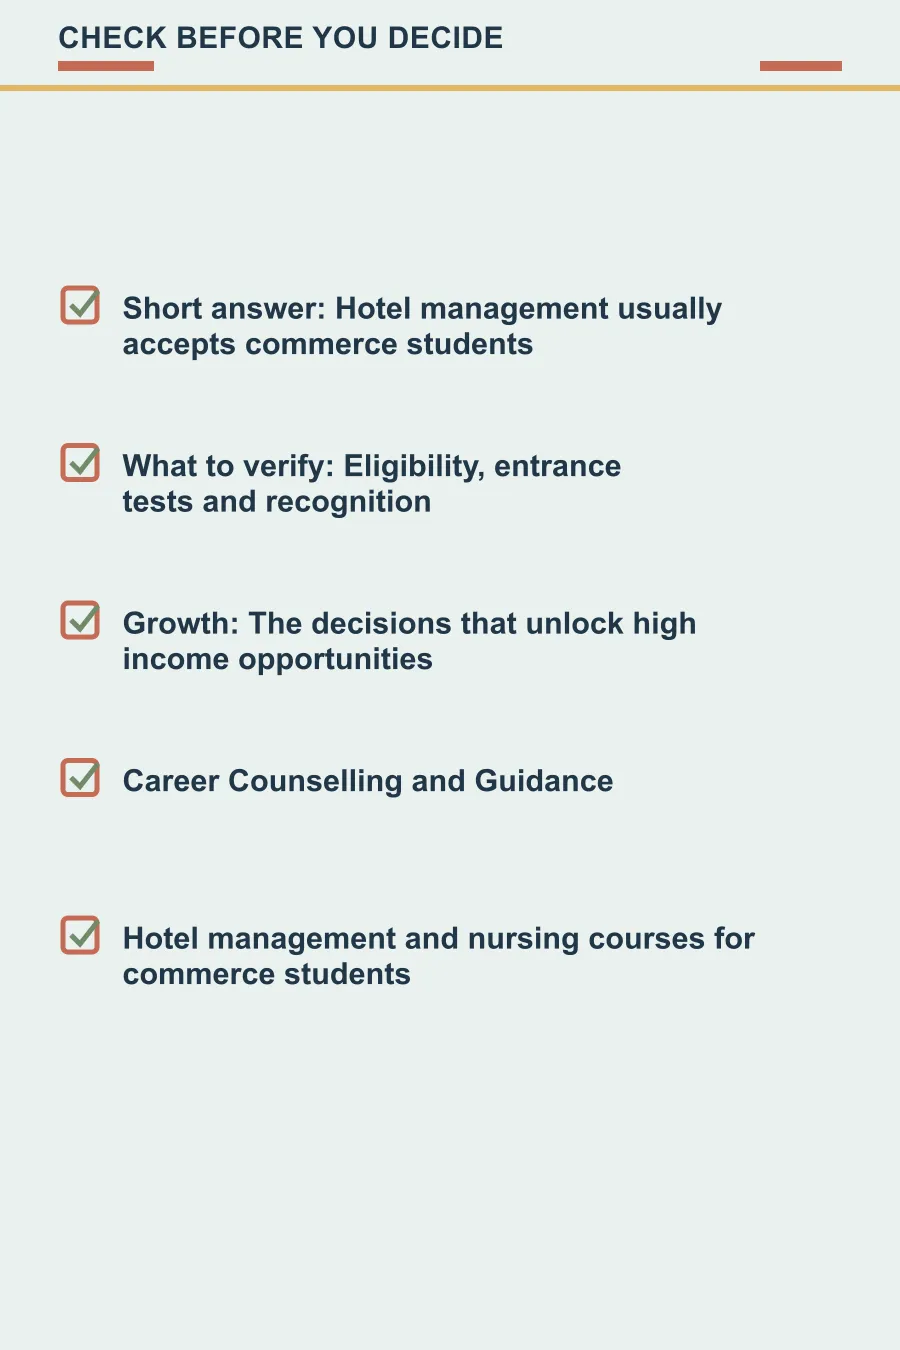 CHECK BEFORE YOU DECIDE
Short answer: Hotel management usually
accepts commerce students
What to verify: Eligibility, entrance
tests and recognition
Growth: The decisions that unlock high
income opportunities
Career Counselling and Guidance
Hotel management and nursing courses for
commerce students